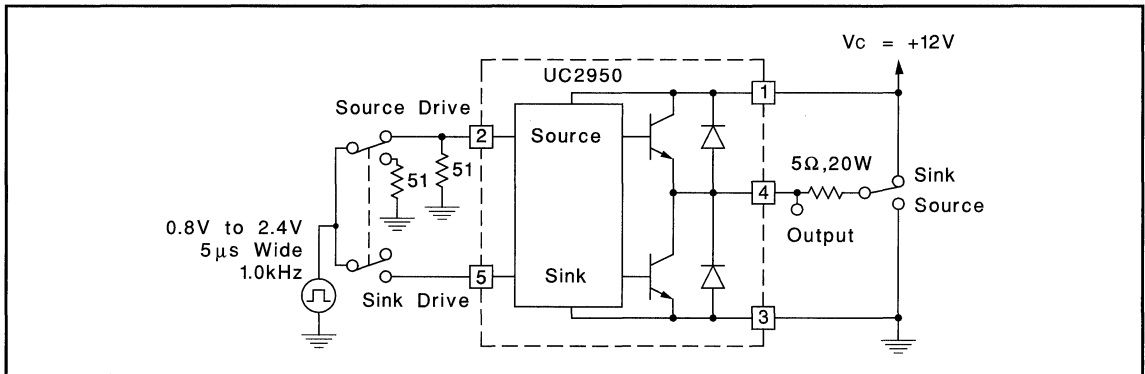 VC = +12V
UC2950
Source Drive
1
2
Source
51
51
5Ω,20W
4
Sink
Source
Output
0.8V to 2.4V
5µs Wide
1.0kHz
Sink Drive
5
Sink
3